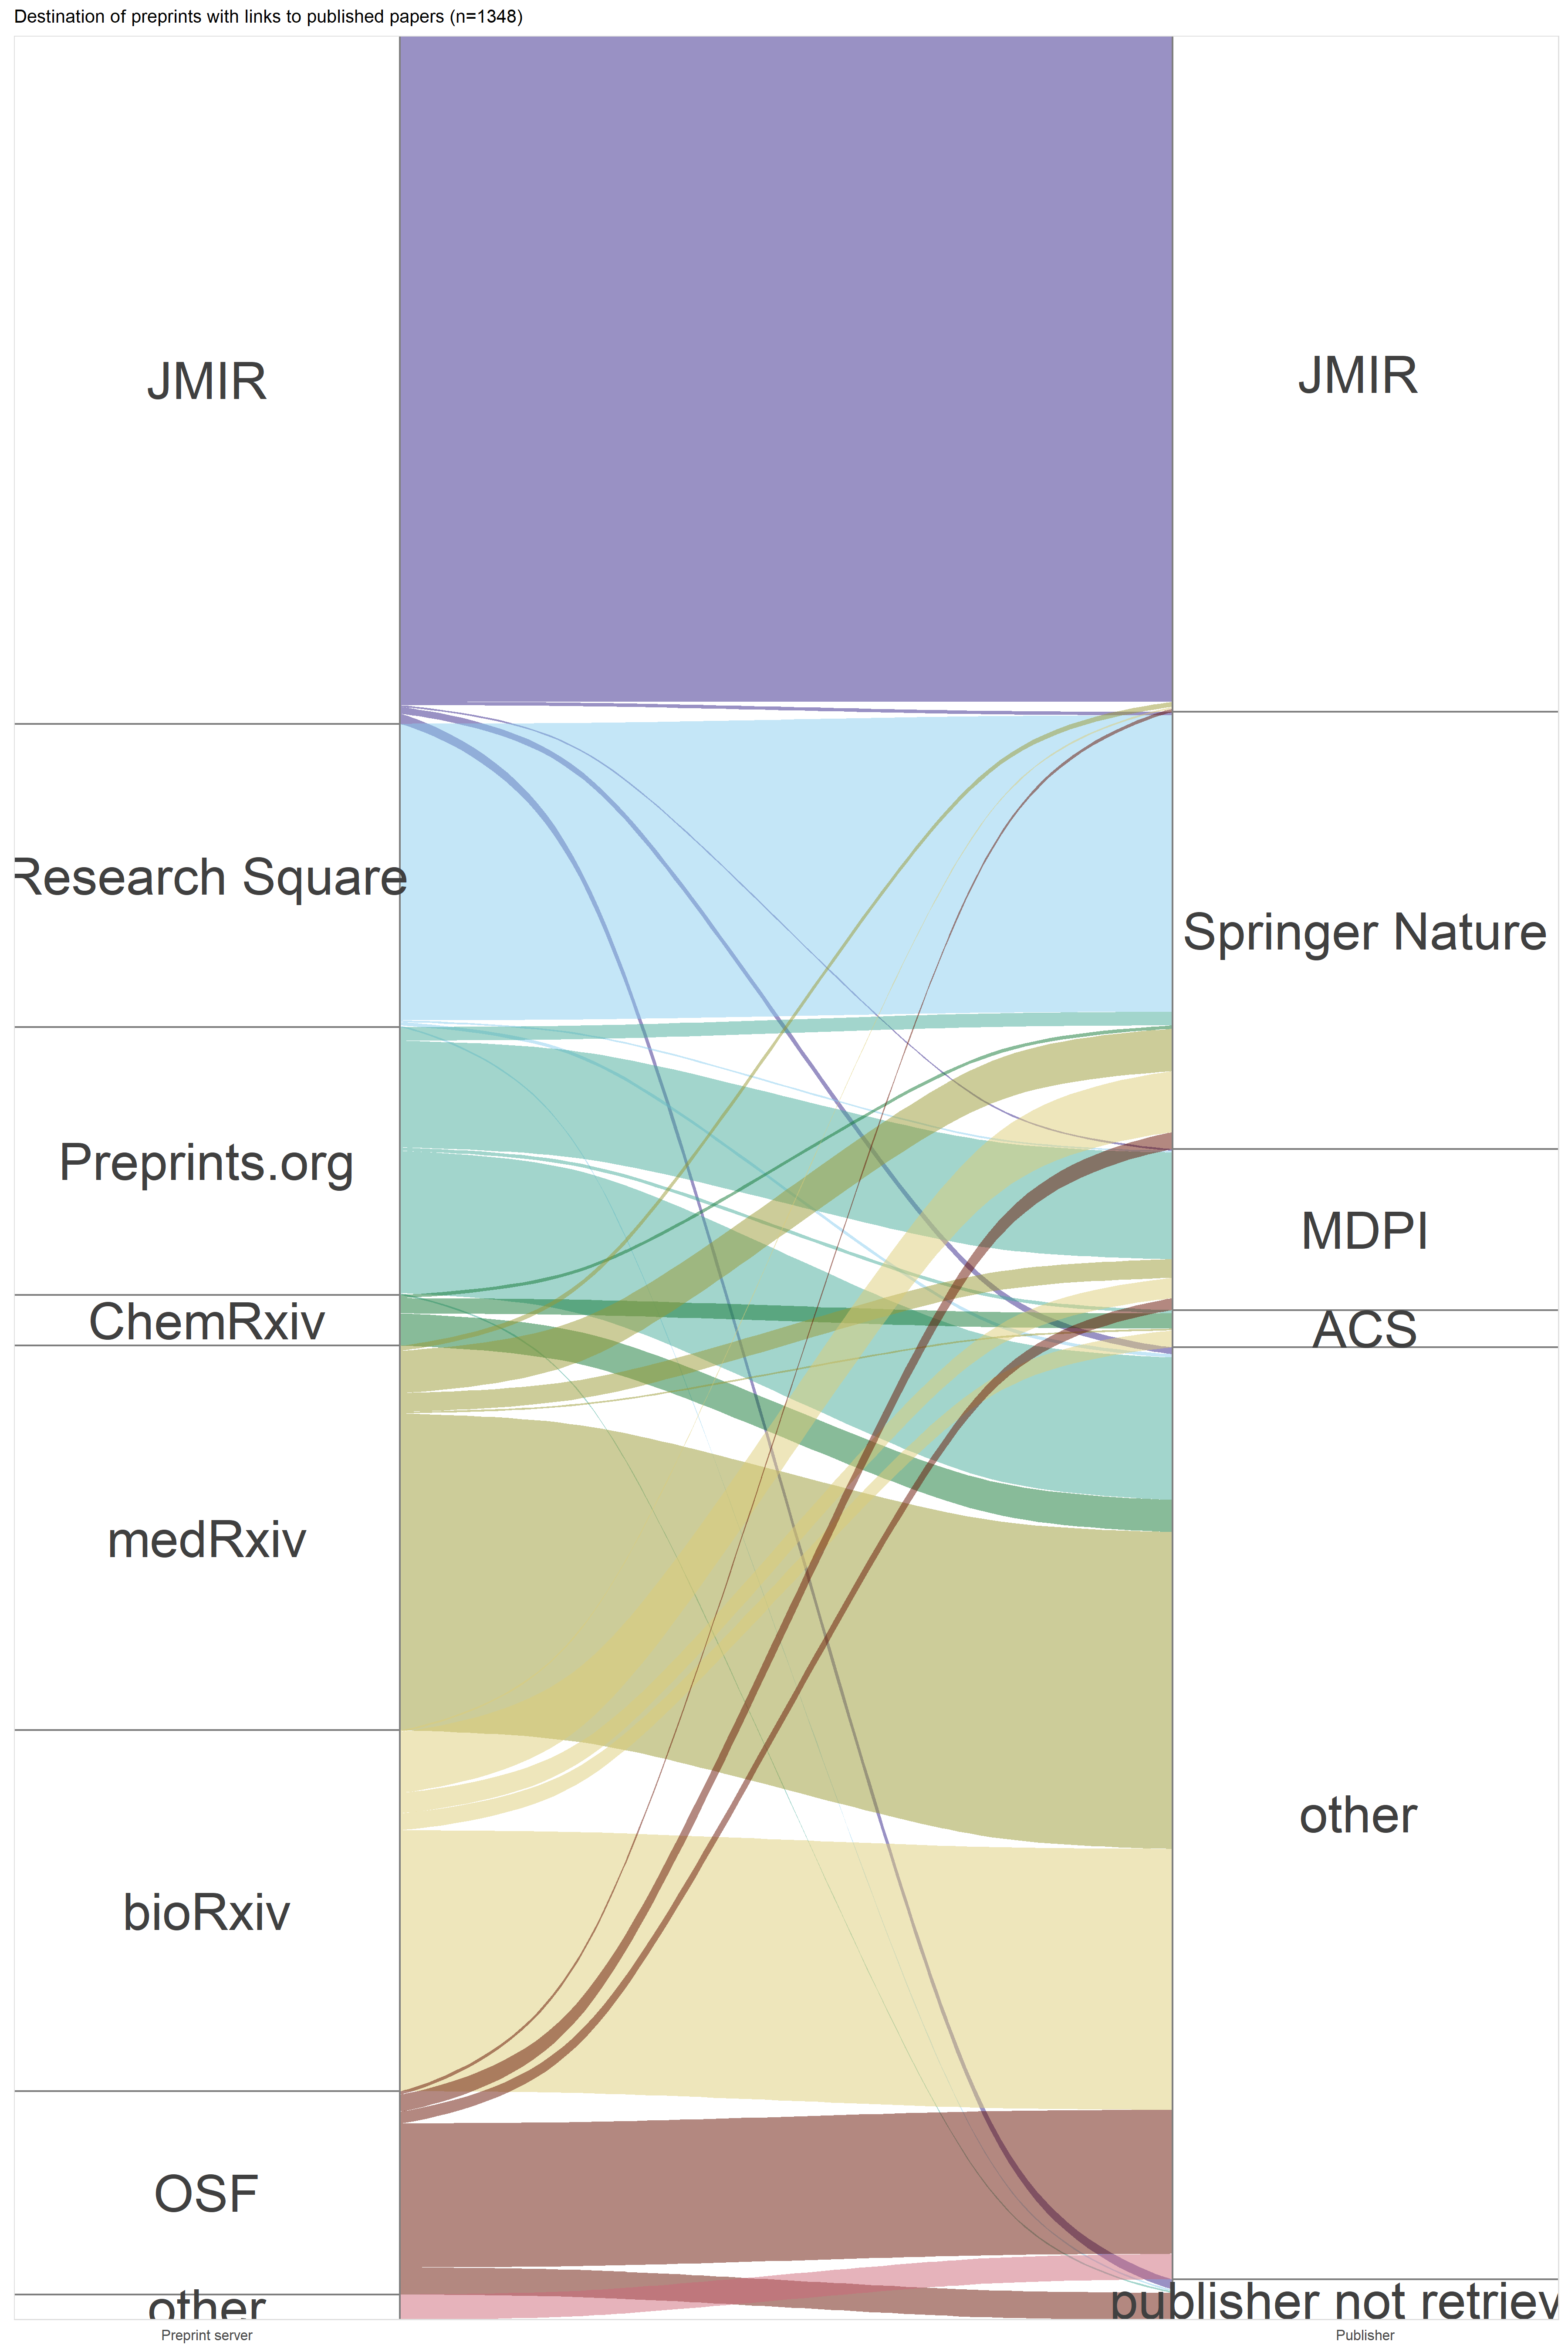 Destination of preprints with links to published papers (n=1348)
JMIR
JMIR
Research Square
Springer Nature
Preprints.org
MDPI
ChemRxiv
ACS
medRxiv
other
bioRxiv
OSF
other
publisher not retriev
Preprint server
Publisher